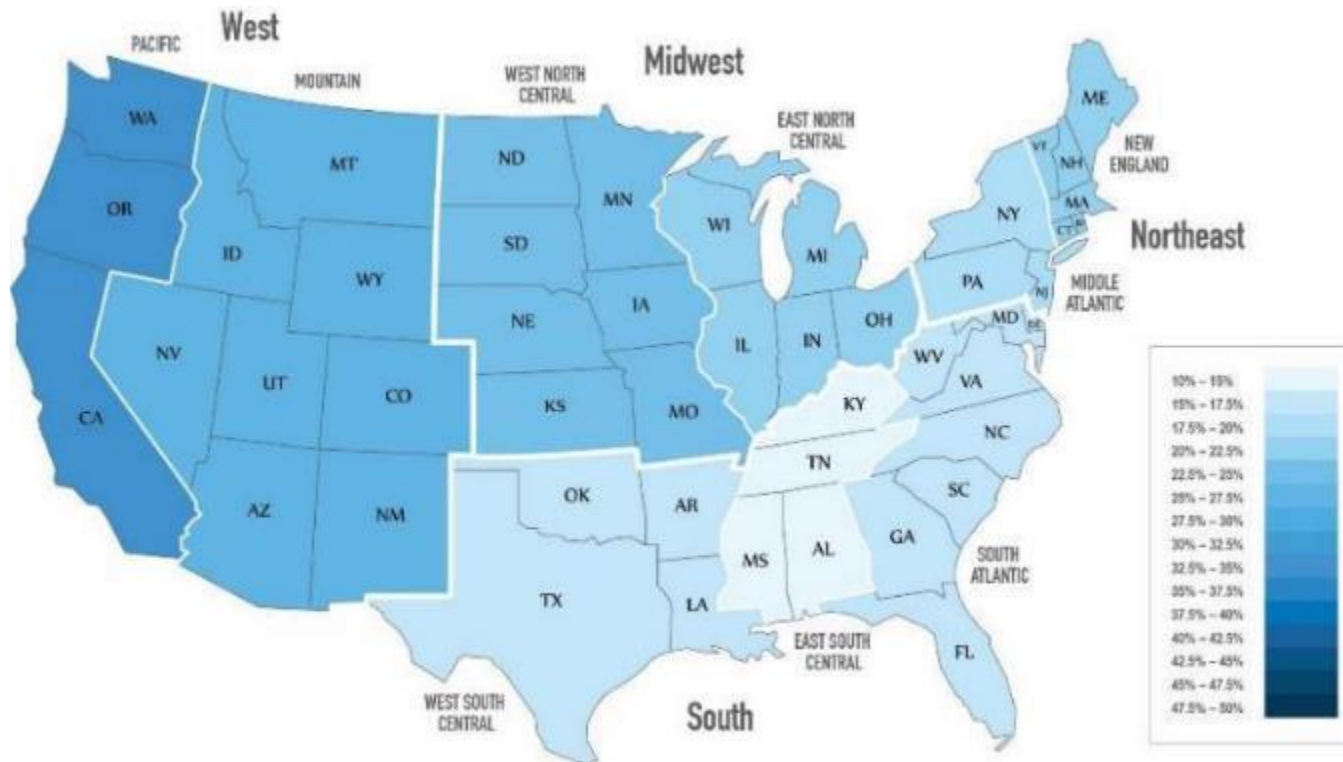 West
PACIFIC
MOUNTAIN
WEST NORTH
CENTRAL
Midwest
EAST NORTH
CENTRAL
NEW
ENGLAND
Northeast
MIDDLE
ATLANTIC
WA
OR
CA
MT
ID
WY
NV
UT
CO
AZ
NM
ND
SD
NE
KS
MN
IA
MO
WI
MI
IL
IN
OH
ME
VT
NH
MA
CT
RI
NY
PA
NJ
MD
DE
WV
VA
KY
NC
TN
SC
OK
AR
MS
AL
GA
TX
LA
FL
SOUTH
ATLANTIC
EAST SOUTH
CENTRAL
WEST SOUTH
CENTRAL
South
10% – 15%
15% – 17.5%
17.5% – 20%
20% – 22.5%
22.5% – 25%
25% – 27.5%
27.5% – 30%
30% – 32.5%
32.5% – 35%
35% – 37.5%
37.5% – 40%
40% – 42.5%
42.5% – 45%
45% – 47.5%
47.5% – 50%